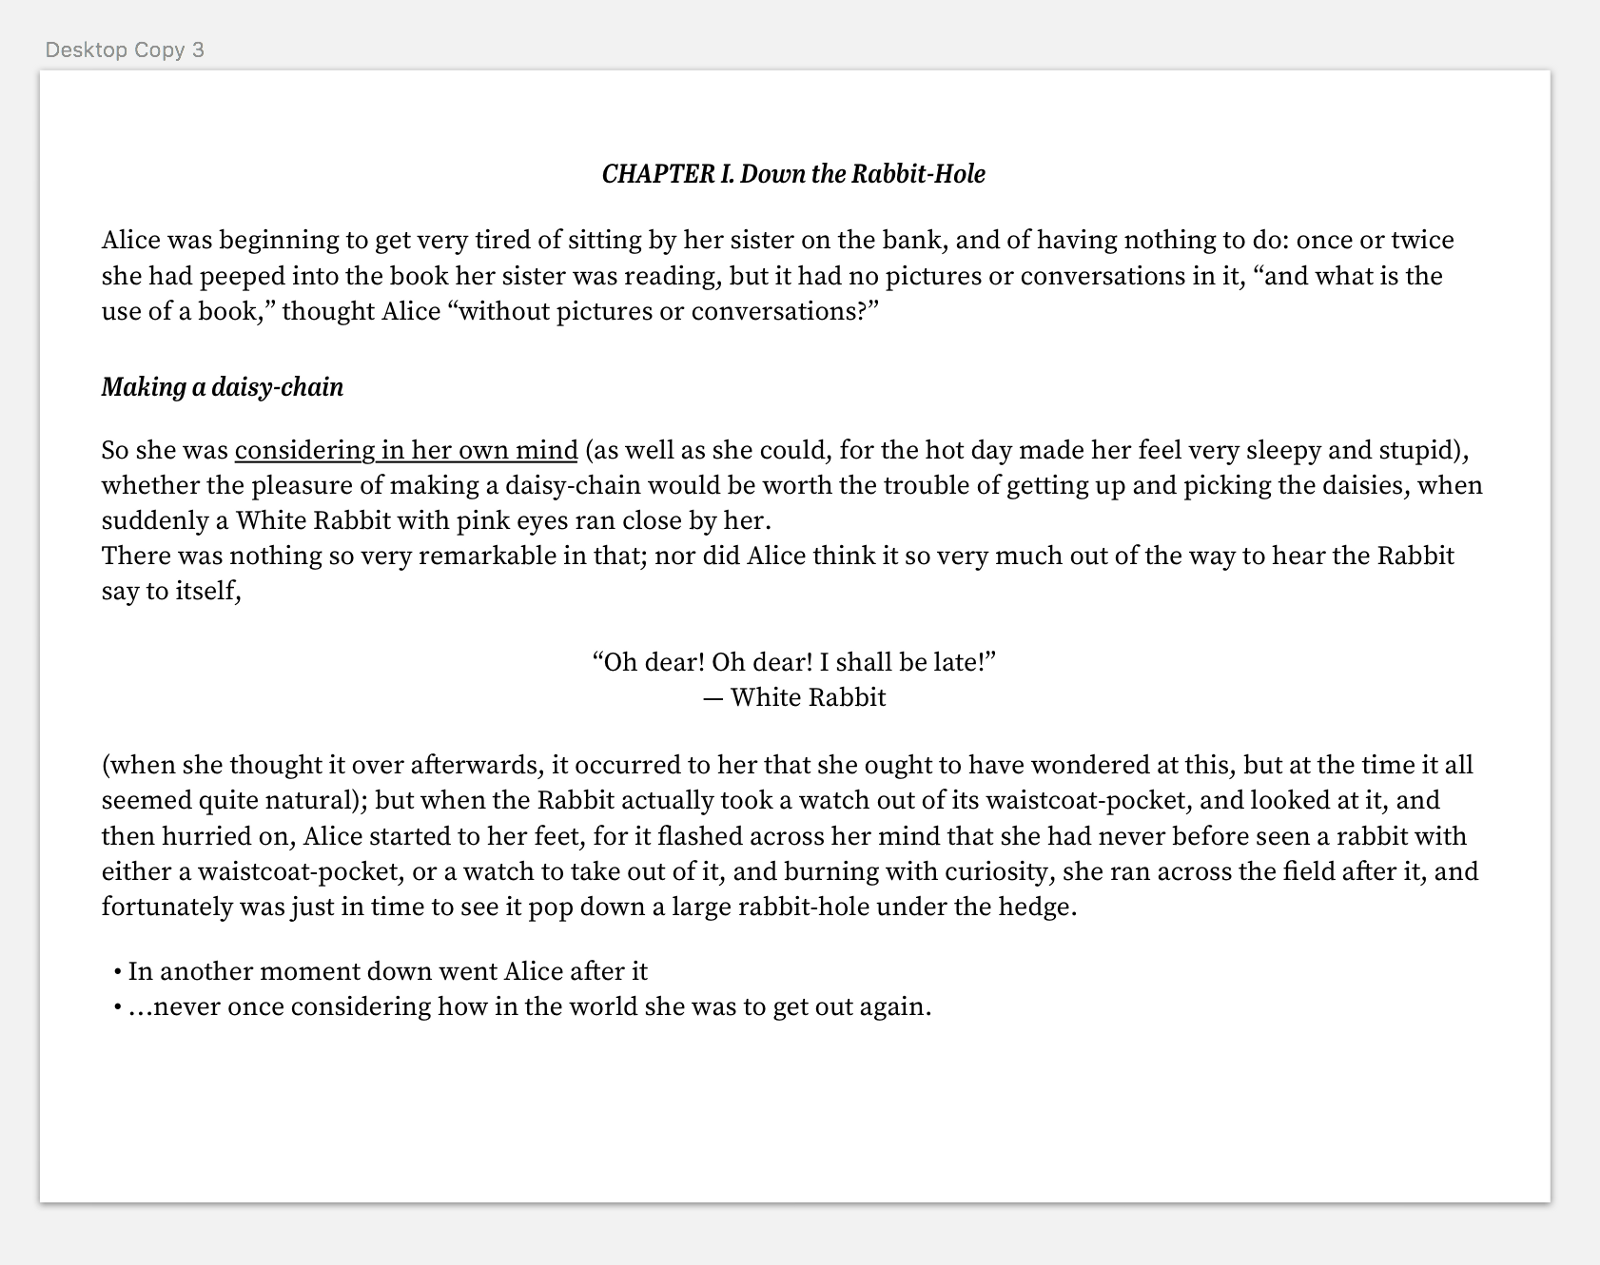 Desktop Copy 3
CHAPTER I. Down the Rabbit-Hole
Alice was beginning to get very tired of sitting by her sister on the bank, and of having nothing to do: once or twice
she had peeped into the book her sister was reading, but it had no pictures or conversations in it, “and what is the
use of a book,” thought Alice “without pictures or conversations?”
Making a daisy-chain
So she was considering in her own mind (as well as she could, for the hot day made her feel very sleepy and stupid),
whether the pleasure of making a daisy-chain would be worth the trouble of getting up and picking the daisies, when
suddenly a White Rabbit with pink eyes ran close by her.
There was nothing so very remarkable in that; nor did Alice think it so very much out of the way to hear the Rabbit
say to itself,
“Oh dear! Oh dear! I shall be late!”
— White Rabbit
(when she thought it over afterwards, it occurred to her that she ought to have wondered at this, but at the time it all
seemed quite natural); but when the Rabbit actually took a watch out of its waistcoat-pocket, and looked at it, and
then hurried on, Alice started to her feet, for it flashed across her mind that she had never before seen a rabbit with
either a waistcoat-pocket, or a watch to take out of it, and burning with curiosity, she ran across the field after it, and
fortunately was just in time to see it pop down a large rabbit-hole under the hedge.
• In another moment down went Alice after it
• …never once considering how in the world she was to get out again.